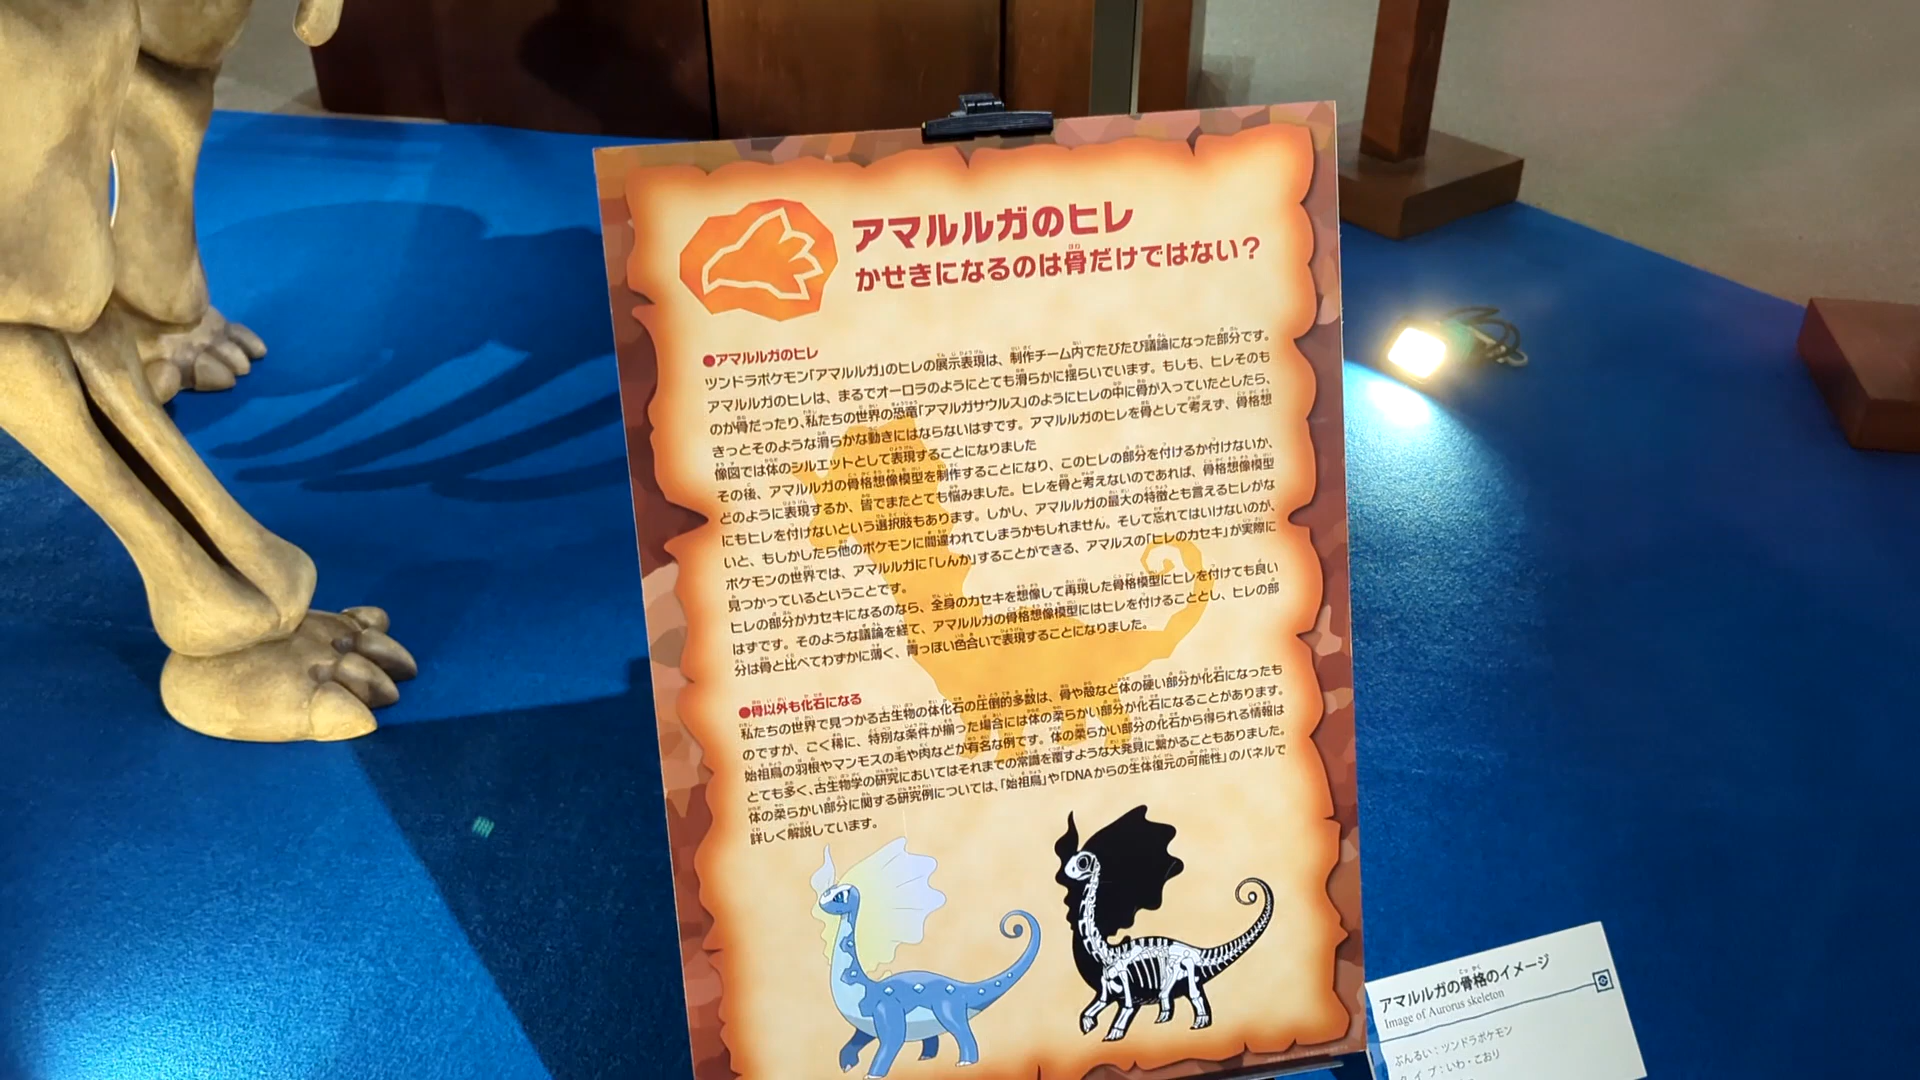 アマルルガのヒレ
かせきになるのは骨だけではない？
●アマルルガのヒレ
ツンドラポケモン「アマルルガ」のヒレの展示表現は、制作チーム内でたびたび議論になった部分です。
アマルルガのヒレは、まるでオーロラのようにとても滑らかに揺らいでいます。もしも、ヒレそのも
のが骨だったり、私たちの世界の恐竜「アマルガサウルス」のようにヒレの中に骨が入っていたとしたら、
きっとそのような滑らかな動きにはならないはずです。アマルルガのヒレを骨として考えず、骨格想
像図では体のシルエットとして表現することになりました
その後、アマルルガの骨格想像模型を制作することになり、このヒレの部分を付けるか付けないか、
どのように表現するか、皆でまたとても悩みました。ヒレを骨と考えないのであれば、骨格想像模型
にもヒレを付けないという選択肢もあります。しかし、アマルルガの最大の特徴とも言えるヒレがな
いと、もしかしたら他のポケモンに間違われてしまうかもしれません。そして忘れてはいけないのが、
ポケモンの世界では、アマルルガに「しんか」することができる、アマルスの「ヒレのカセキ」が実際に
見つかっているということです。
ヒレの部分がカセキになるのなら、全身のカセキを想像して再現した骨格模型にヒレを付けても良い
はずです。そのような議論を経て、アマルルガの骨格想像模型にはヒレを付けることとし、ヒレの部
分は骨と比べてわずかに薄く、青っぽい色合いで表現することになりました。
●骨以外も化石になる
私たちの世界で見つかる古生物の体化石の圧倒的多数は、骨や殻など体の硬い部分が化石になったも
のですが、ごく稀に、特別な条件が揃った場合には体の柔らかい部分が化石になることがあります。
始祖鳥の羽根やマンモスの毛や肉などが有名な例です。体の柔らかい部分の化石から得られる情報は
とても多く、古生物学の研究においてはそれまでの常識を覆すような大発見に繋がることもありました。
体の柔らかい部分に関する研究例については、「始祖鳥」や「DNAからの生体復元の可能性」のパネルで
詳しく解説しています。
アマルルガの骨格のイメージ
Image of Aurorus skeleton
ぶんるい：ツンドラポケモン
タイプ：いわ・こおり